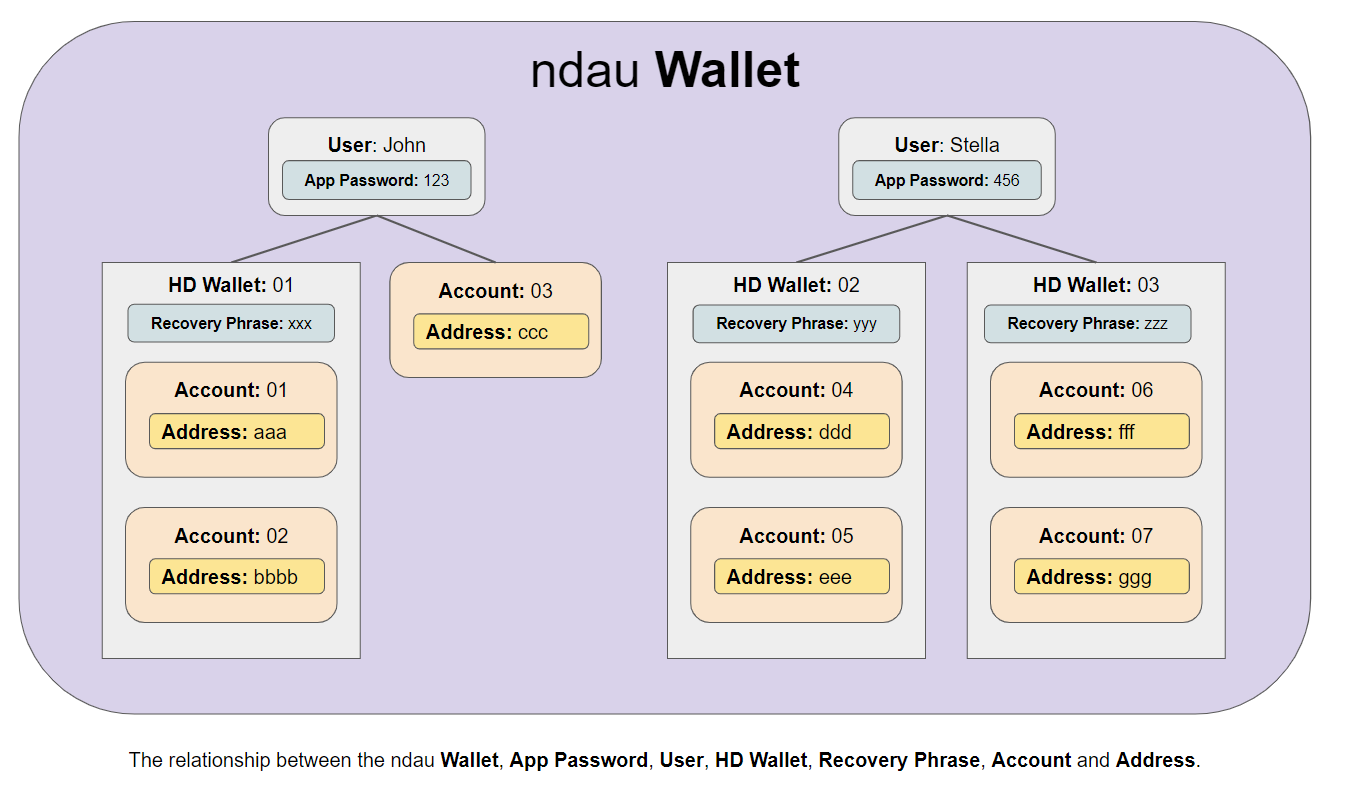 ndau Wallet
User: John
App Password: 123
HD Wallet: 01
Recovery Phrase: xxx
Account: 01
Address: aaa
Account: 02
Address: bbbb
Account: 03
Address: ccc
User: Stella
App Password: 456
HD Wallet: 02
Recovery Phrase: yyy
Account: 04
Address: ddd
Account: 05
Address: eee
HD Wallet: 03
Recovery Phrase: zzz
Account: 06
Address: fff
Account: 07
Address: ggg
The relationship between the ndau Wallet, App Password, User, HD Wallet, Recovery Phrase, Account and Address.